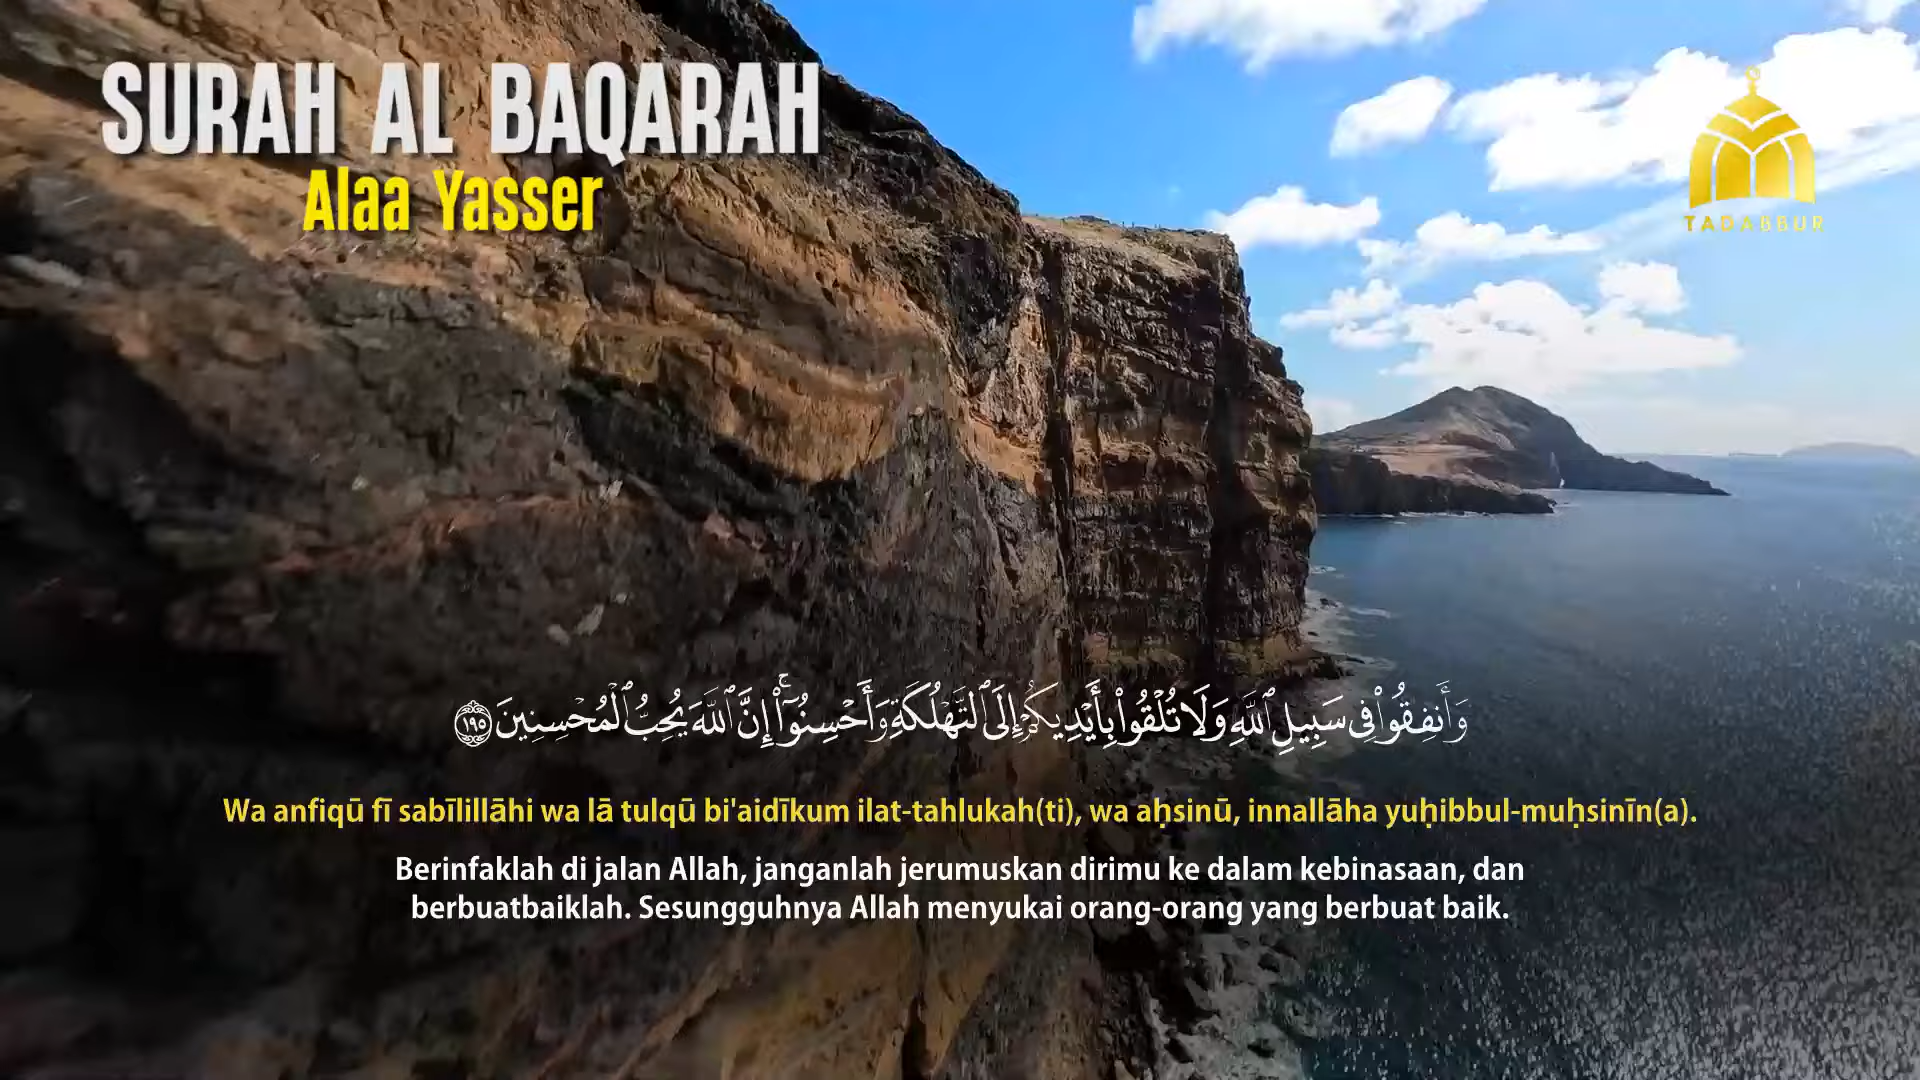 SURAH AL BAQARAH
Alaa Yasser
TADABBUR
وَأَنفِقُوا۟ فِى سَبِيلِ ٱللَّهِ وَلَا تُلْقُوا۟ بِأَيْدِيكُمْ إِلَى ٱلتَّهْلُكَةِ وَأَحْسِنُوٓا۟ ۛ إِنَّ ٱللَّهَ يُحِبُّ ٱلْمُحْسِنِينَ ١٩٥
Wa anfiqū fī sabīlillāhi wa lā tulqū bi'aidīkum ilat-tahlukah(ti), wa aḥsinū, innallāha yuḥibbul-muḥsinīn(a).
Berinfaklah di jalan Allah, janganlah jerumuskan dirimu ke dalam kebinasaan, dan
berbuatbaiklah. Sesungguhnya Allah menyukai orang-orang yang berbuat baik.